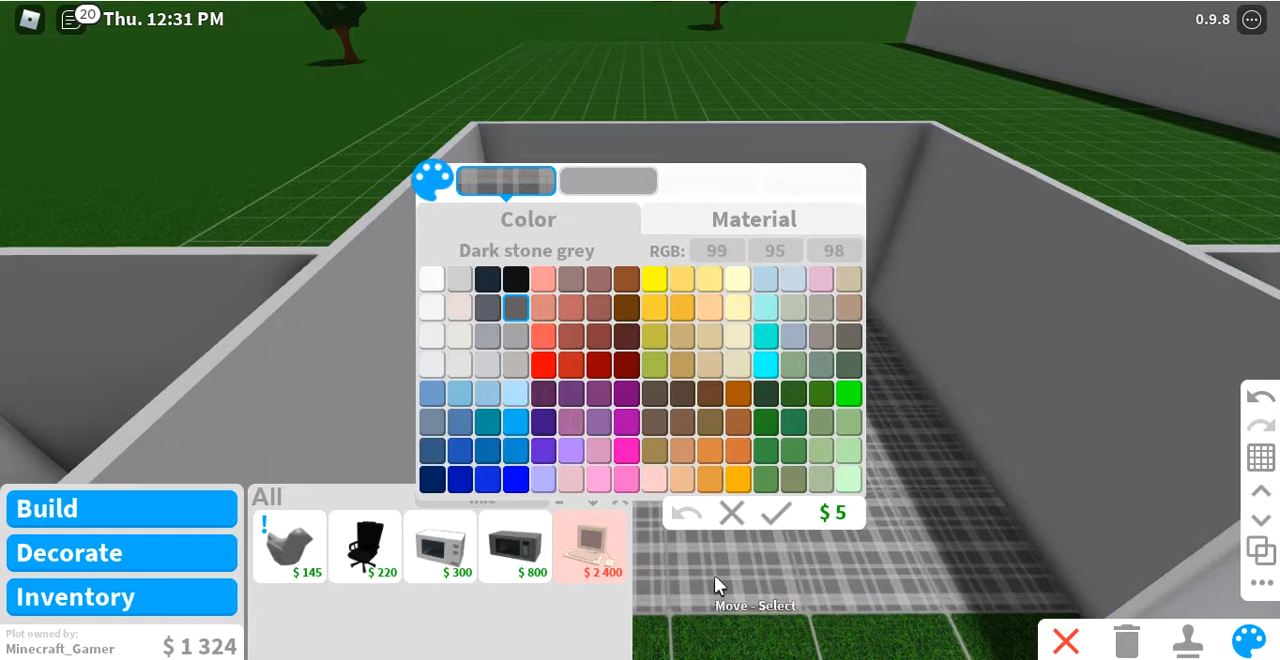 20 Thu. 12:31 PM
0.9.8
Color
Material
Dark stone grey
RGB: 99 95 98
$ 5
All
$ 145
$ 220
$ 300
$ 800
$ 2 400
Build
Decorate
Inventory
Plot owned by:
Minecraft_Gamer
$ 1 324
Move - Select